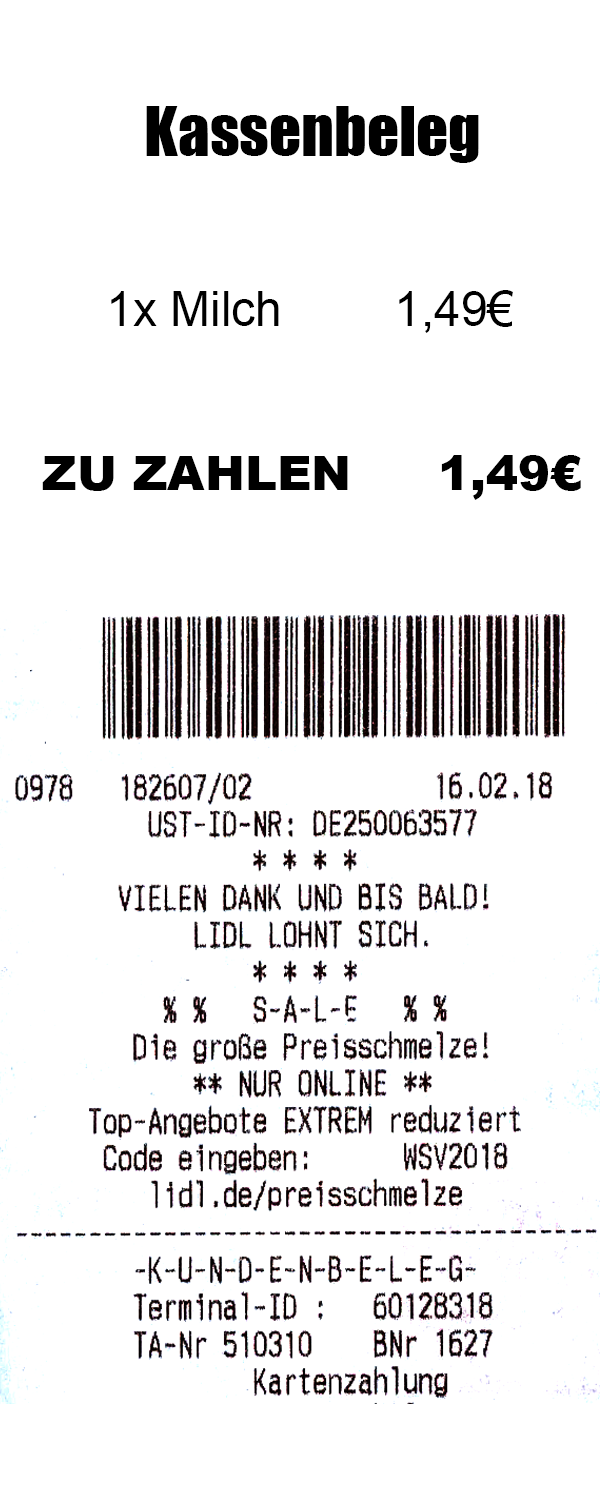 Kassenbeleg
1x Milch 1,49€
ZU ZAHLEN 1,49€
0978 182607/02 16.02.18
UST-ID-NR: DE250063577
* * * *
VIELEN DANK UND BIS BALD!
LIDL LOHNT SICH.
* * * *
% % S-A-L-E % %
Die große Preisschmelze!
** NUR ONLINE **
Top-Angebote EXTREM reduziert
Code eingeben: WSV2018
lidl.de/preisschmelze
-K-U-N-D-E-N-B-E-L-E-G-
Terminal-ID : 60128318
TA-Nr 510310 BNr 1627
Kartenzahlung